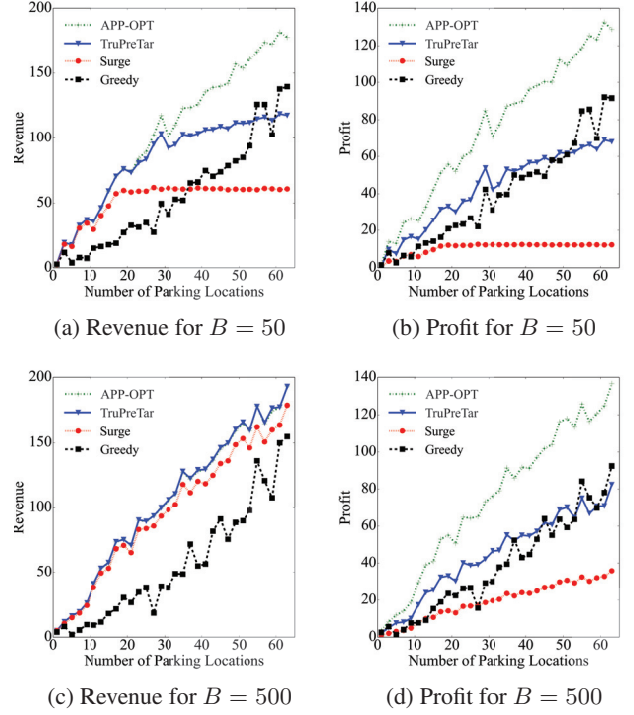 200
150
100
50
0
Revenue
APP-OPT
TruPreTar
Surge
Greedy
0 10 20 30 40 50 60
Number of Parking Locations
(a) Revenue for B = 50
140
120
100
80
60
40
20
0
Profit
APP-OPT
TruPreTar
Surge
Greedy
0 10 20 30 40 50 60
Number of Parking Locations
(b) Profit for B = 50
200
150
100
50
0
Revenue
APP-OPT
TruPreTar
Surge
Greedy
0 10 20 30 40 50 60
Number of Parking Locations
(c) Revenue for B = 500
140
120
100
80
60
40
20
0
Profit
APP-OPT
TruPreTar
Surge
Greedy
0 10 20 30 40 50 60
Number of Parking Locations
(d) Profit for B = 500